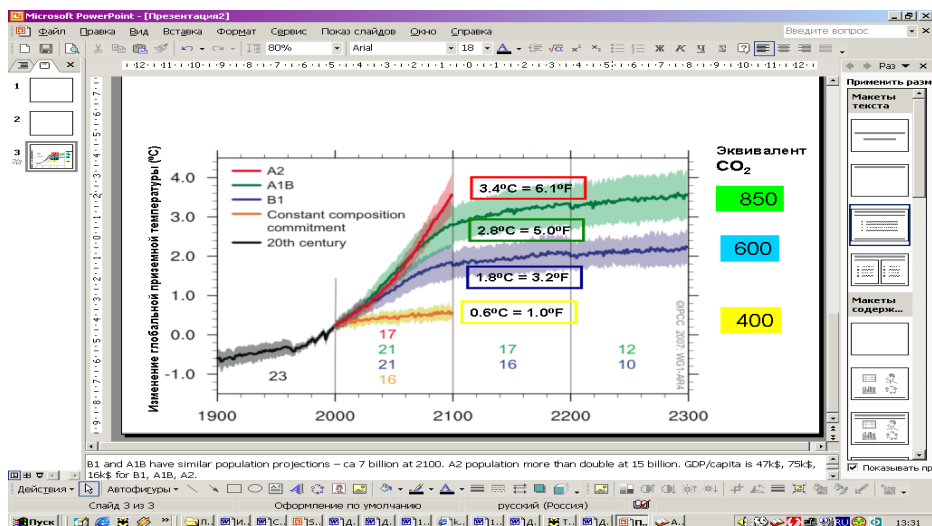 Microsoft PowerPoint - [Презентация2]
Файл Правка Вид Вставка Формат Сервис Показ слайдов Окно Справка
Введите вопрос
80% Arial 18 Ж К Ч S
Раз
Применить разм
Макеты
текста
Макеты
содерж...
1
2
3
Изменение глобальной приземной температуры (ºC)
4.0
3.0
2.0
1.0
0.0
-1.0
A2
A1B
B1
Constant composition
commitment
20th century
3.4ºC = 6.1ºF
2.8ºC = 5.0ºF
1.8ºC = 3.2ºF
0.6ºC = 1.0ºF
Эквивалент
CO2
850
600
400
17
21 17 12
21 16 10
23 16
©IPCC 2007: WG1-AR4
1900 2000 2100 2200 2300
B1 and A1B have similar population projections – ca 7 billion at 2100. A2 population more than double at 15 billion. GDP/capita is 47k$, 75k$,
16k$ for B1, A1B, A2.
Показывать пр
Действия Автофигуры
Слайд 3 из 3 Оформление по умолчанию русский (Россия)
Пуск RU 13:31